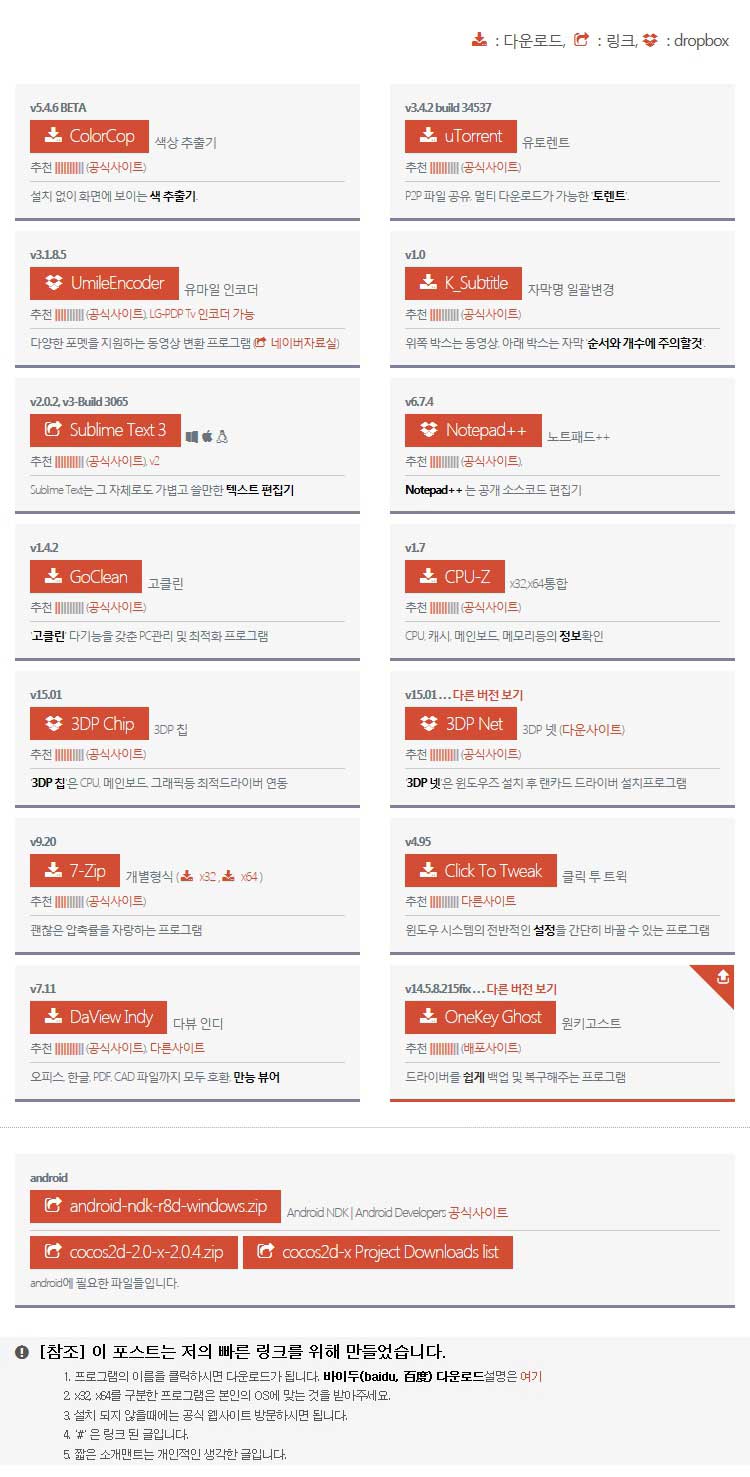 : 다운로드, : 링크, : dropbox
v5.4.6 BETA
ColorCop 색상 추출기
추천 |||||||||| (공식사이트)
설치 없이 화면에 보이는 색 추출기.
v3.4.2 build 34537
uTorrent 유토렌트
추천 |||||||||| (공식사이트)
P2P 파일 공유, 멀티 다운로드가 가능한 '토렌트'.
v3.1.8.5
UmileEncoder 유마일 인코더
추천 |||||||||| (공식사이트), LG-PDP Tv 인코더 가능
다양한 포멧을 지원하는 동영상 변환 프로그램 ( 네이버자료실)
v1.0
K_Subtitle 자막명 일괄변경
추천 |||||||||| (공식사이트)
위쪽 박스는 동영상, 아래 박스는 자막 '순서와 개수에 주의할것'.
v2.0.2, v3-Build 3065
Sublime Text 3
추천 |||||||||| (공식사이트), v2
Sublime Text는 그 자체로도 가볍고 쓸만한 텍스트 편집기
v6.7.4
Notepad++ 노트패드++
추천 |||||||||| (공식사이트),
Notepad++ 는 공개 소스코드 편집기
v1.4.2
GoClean 고클린
추천 |||||||||| (공식사이트)
'고클린' 다기능을 갖춘 PC관리 및 최적화 프로그램
v1.7
CPU-Z x32,x64통합
추천 |||||||||| (공식사이트)
CPU, 캐시, 메인보드, 메모리등의 정보확인
v15.01
3DP Chip 3DP 칩
추천 |||||||||| (공식사이트)
'3DP 칩'은 CPU, 메인보드, 그래픽등 최적드라이버 연동
v15.01 . . . 다른 버전 보기
3DP Net 3DP 넷 (다운사이트)
추천 |||||||||| (공식사이트)
'3DP 넷'은 윈도우즈 설치 후 랜카드 드라이버 설치프로그램
v9.20
7-Zip 개별형식 ( x32 , x64 )
추천 |||||||||| (공식사이트)
괜찮은 압축률을 자랑하는 프로그램
v4.95
Click To Tweak 클릭 투 트윅
추천 |||||||||| 다른사이트
윈도우 시스템의 전반적인 설정을 간단히 바꿀 수 있는 프로그램
v7.11
DaView Indy 다뷰 인디
추천 |||||||||| (공식사이트), 다른사이트
오피스, 한글, PDF, CAD 파일까지 모두 호환, 만능 뷰어
v14.5.8.215fix . . . 다른 버전 보기
OneKey Ghost 원키고스트
추천 |||||||||| (배포사이트)
드라이버를 쉽게 백업 및 복구해주는 프로그램
android
android-ndk-r8d-windows.zip Android NDK | Android Developers 공식사이트
cocos2d-2.0-x-2.0.4.zip cocos2d-x Project Downloads list
android에 필요한 파일들입니다.
[참조] 이 포스트는 저의 빠른 링크를 위해 만들었습니다.
1. 프로그램의 이름을 클릭하시면 다운로드가 됩니다. 바이두(baidu, 百度) 다운로드설명은 여기
2. x32, x64를 구분한 프로그램은 본인의 OS에 맞는 것을 받아주세요.
3. 설치 되지 않을때에는 공식 웹사이트 방문하시면 됩니다.
4. '#' 은 링크 된 글입니다.
5. 짧은 소개맨트는 개인적인 생각한 글입니다.